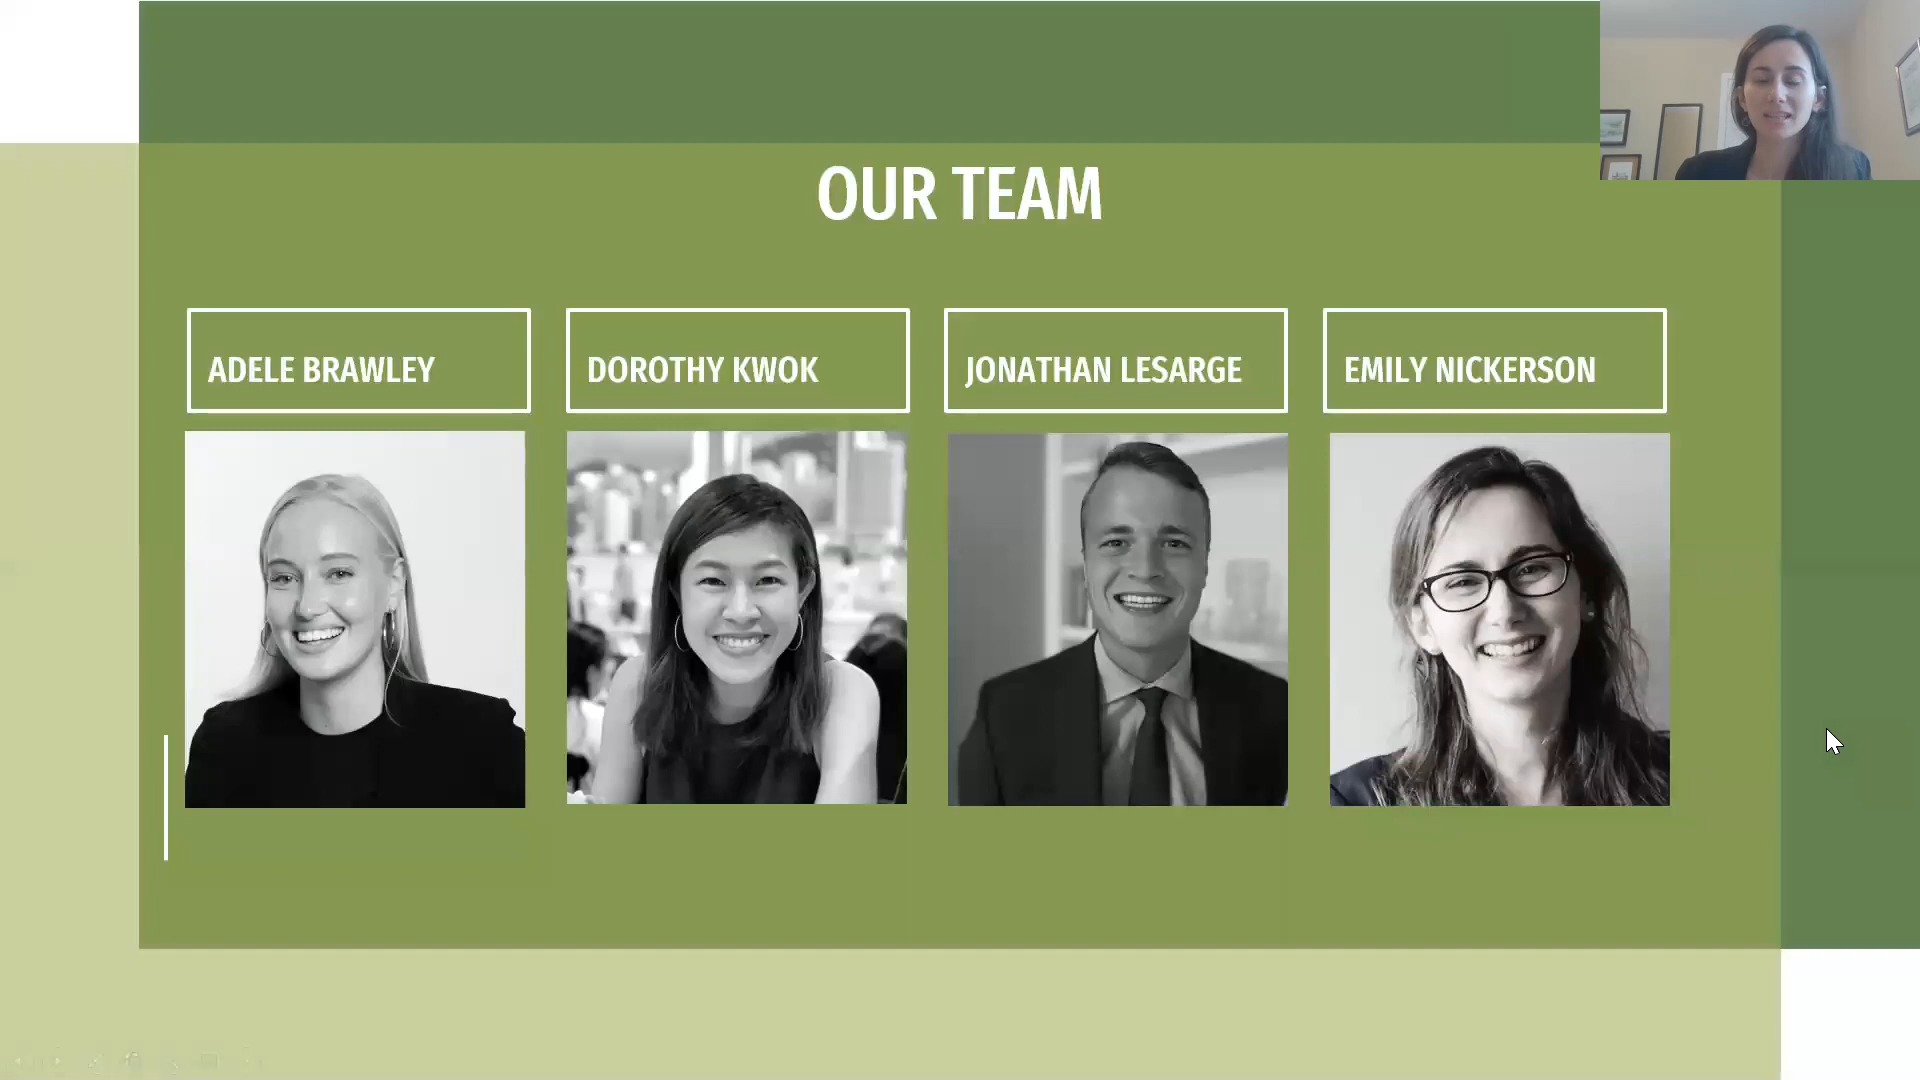 OUR TEAM
ADELE BRAWLEY
DOROTHY KWOK
JONATHAN LESARGE
EMILY NICKERSON